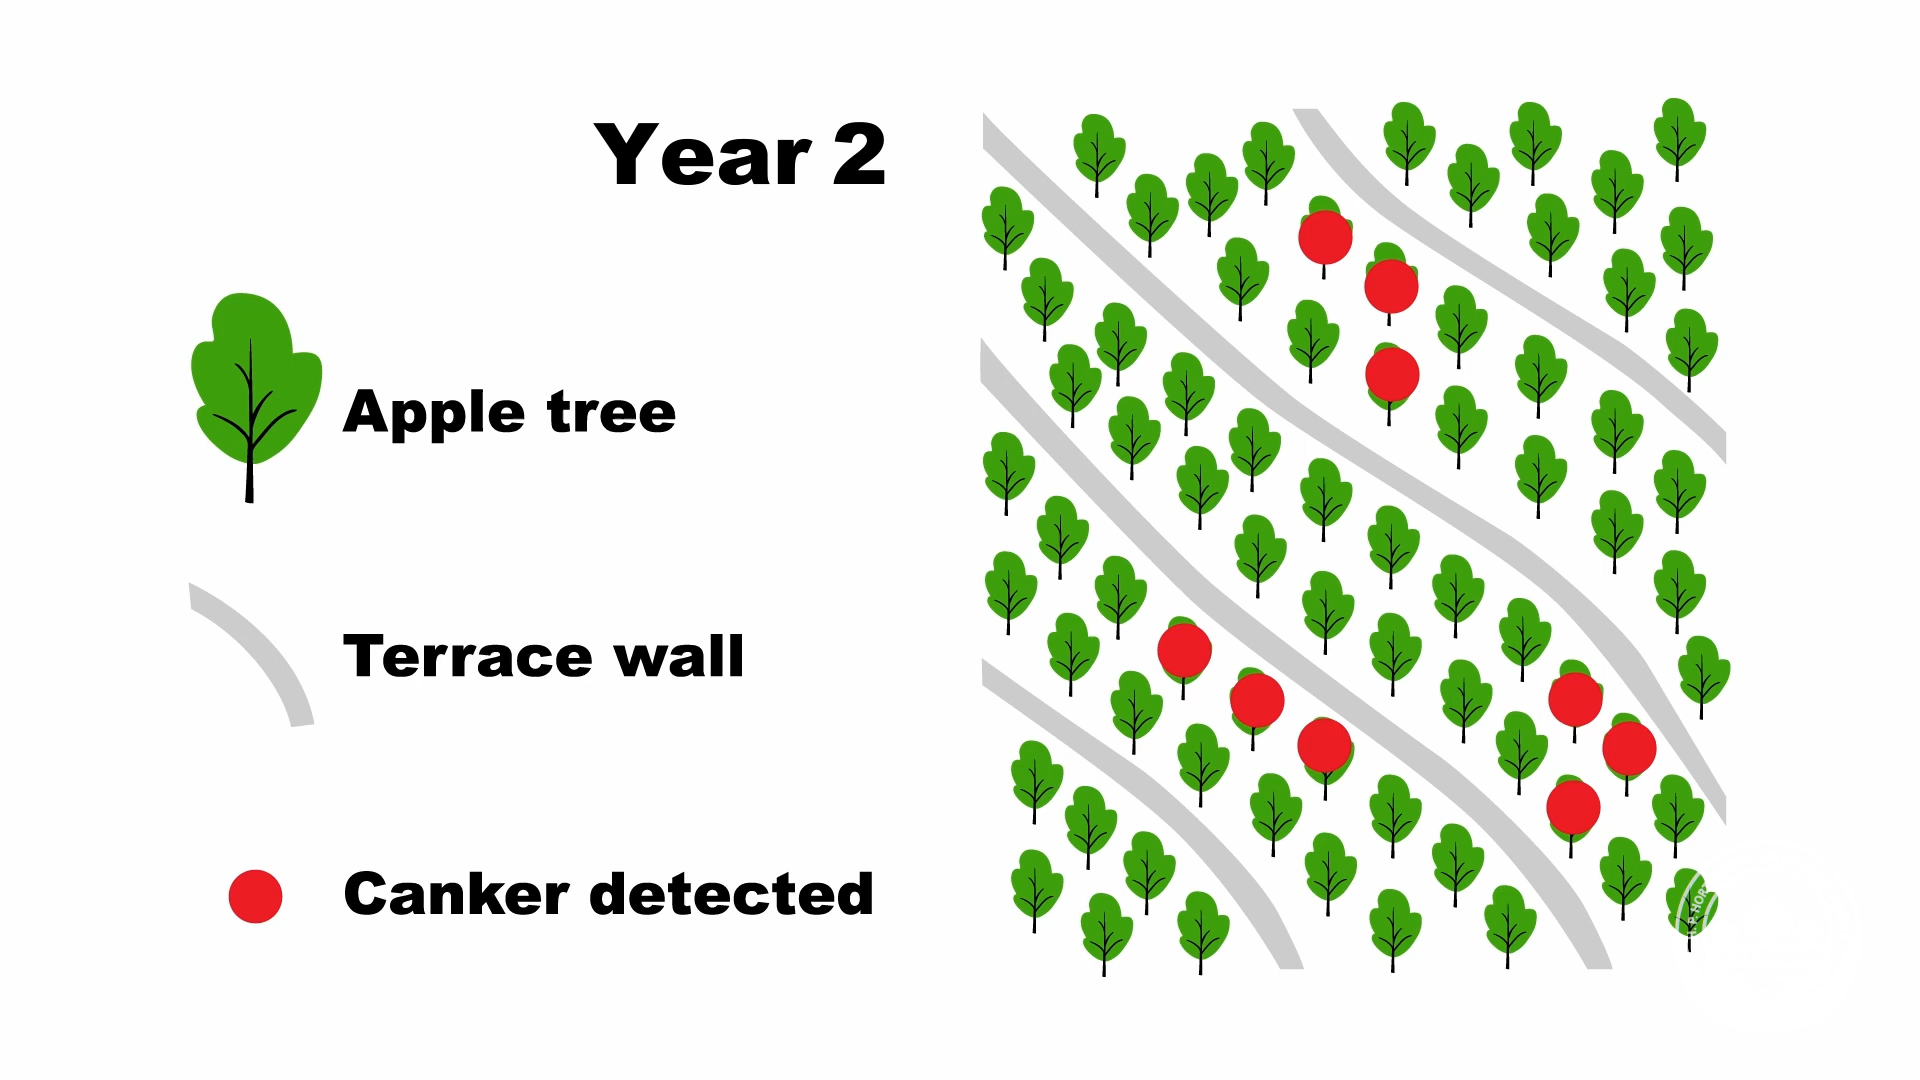 Year 2
Apple tree
Terrace wall
Canker detected